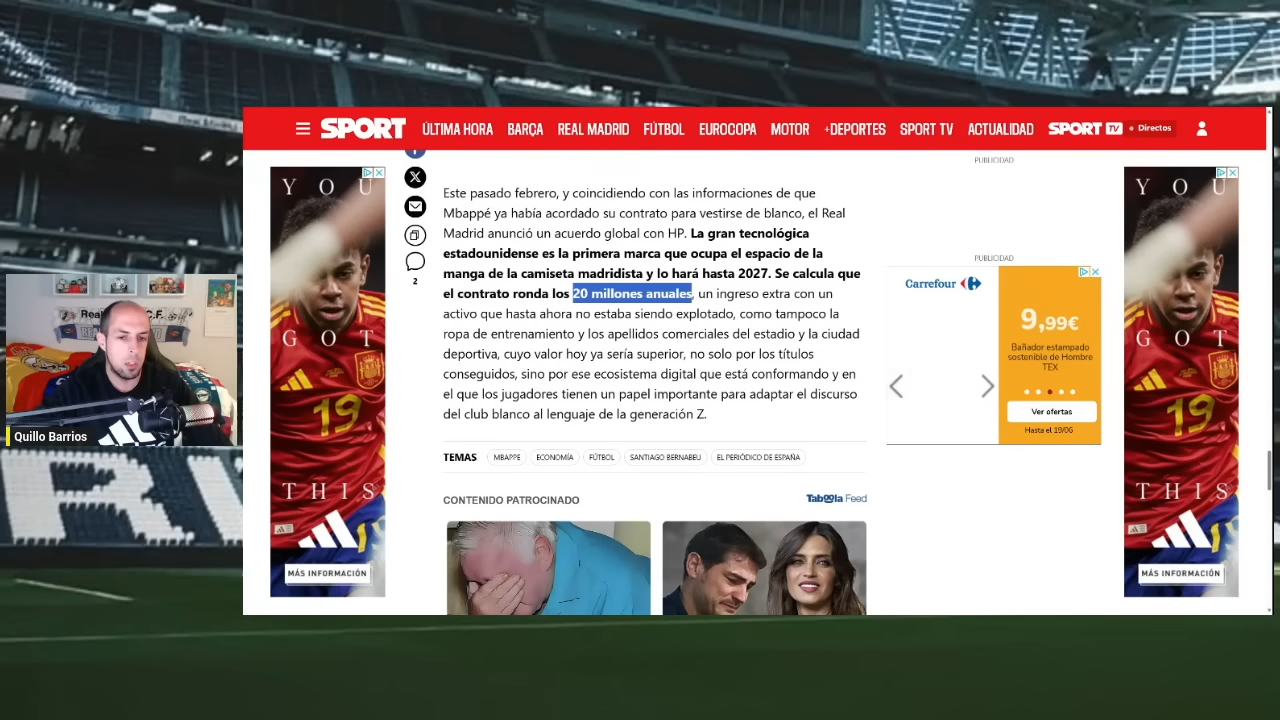 SPORT
ÚLTIMA HORA
BARÇA
REAL MADRID
FÚTBOL
EUROCOPA
MOTOR
+DEPORTES
SPORT TV
ACTUALIDAD
SPORT TV
Directos
PUBLICIDAD
YOU
GOT
19
THIS
MÁS INFORMACIÓN
2
Este pasado febrero, y coincidiendo con las informaciones de que
Mbappé ya había acordado su contrato para vestirse de blanco, el Real
Madrid anunció un acuerdo global con HP. La gran tecnológica
estadounidense es la primera marca que ocupa el espacio de la
manga de la camiseta madridista y lo hará hasta 2027. Se calcula que
el contrato ronda los 20 millones anuales, un ingreso extra con un
activo que hasta ahora no estaba siendo explotado, como tampoco la
ropa de entrenamiento y los apellidos comerciales del estadio y la ciudad
deportiva, cuyo valor hoy ya sería superior, no solo por los títulos
conseguidos, sino por ese ecosistema digital que está conformando y en
el que los jugadores tienen un papel importante para adaptar el discurso
del club blanco al lenguaje de la generación Z.
TEMAS
MBAPPE
ECONOMÍA
FÚTBOL
SANTIAGO BERNABEU
EL PERIÓDICO DE ESPAÑA
CONTENIDO PATROCINADO
Taboola Feed
PUBLICIDAD
Carrefour
9,99€
Bañador estampado
sostenible de Hombre
TEX
Ver ofertas
Hasta el 19/06
YOU
GOT
19
THIS
MÁS INFORMACIÓN
Quillo Barrios
RI